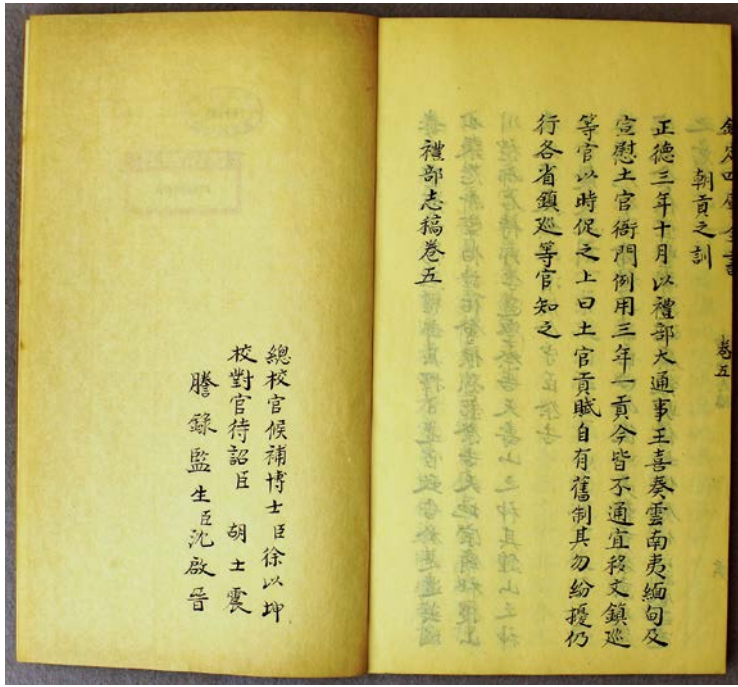 欽定四庫全書
卷五
朝貢之訓
正德三年十月以禮部大通事王喜奏雲南夷緬甸及
宣慰土官衙門例用三年一貢今皆不通宜移文鎮巡
等官以時促之上曰土官貢賦自有舊制其勿紛擾仍
行各省鎮巡等官知之
禮部志稿卷五
總校官候補博士臣徐以坤
校對官待詔臣胡士震
謄錄監生臣沈啟晉